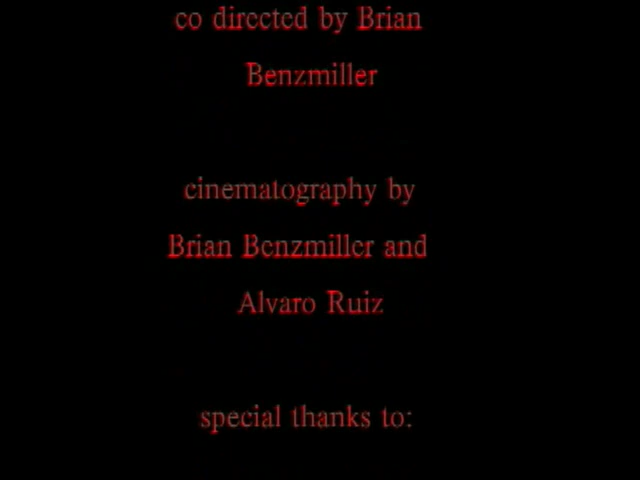 co directed by Brian
Benzmiller
cinematography by
Brian Benzmiller and
Alvaro Ruiz
special thanks to: